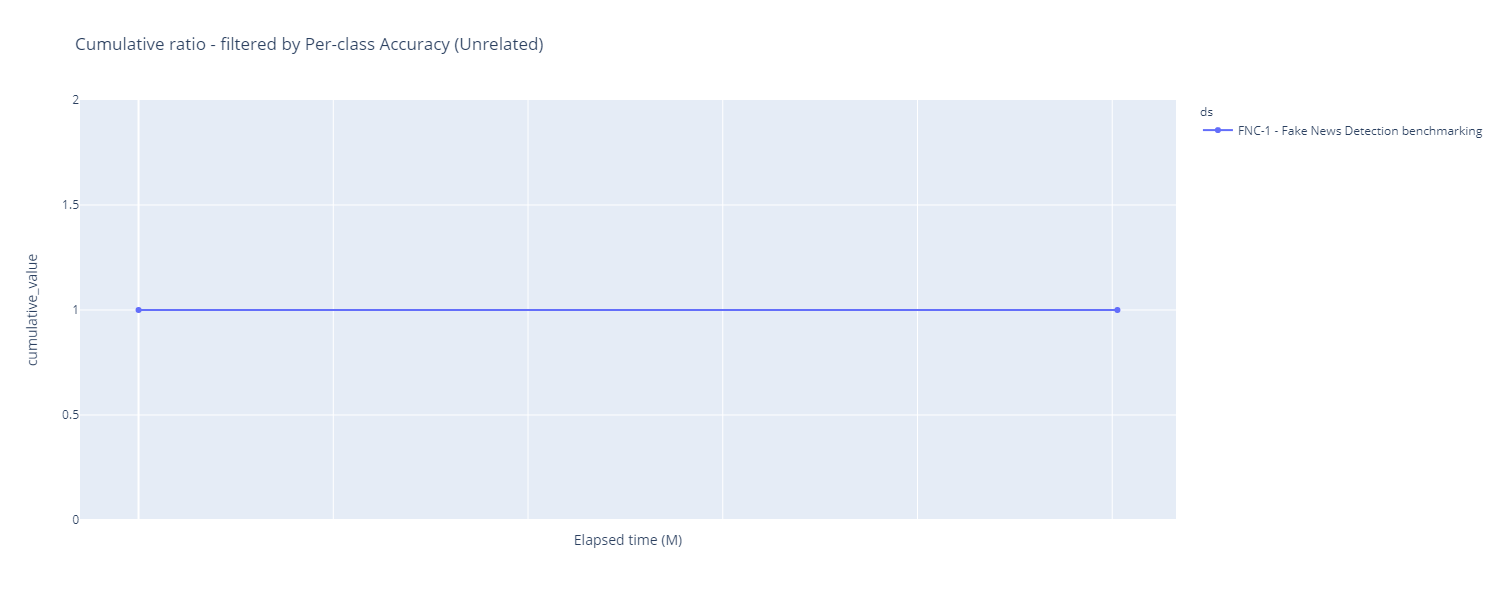 Cumulative ratio - filtered by Per-class Accuracy (Unrelated)
2
1.5
1
0.5
0
cumulative_value
Elapsed time (M)
ds
FNC-1 - Fake News Detection benchmarking